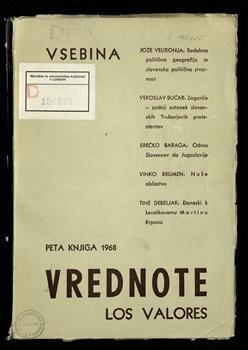 VSEBINA
JOŽE VELIKONJA: Sodobna
politična geografija in
slovenska politična stvar-
nost
VEKOSLAV BUČAR: Zagoriče
— zadnji ostanek sloven-
skih Trubarjevih prote-
stantov
SREČKO BARAGA: Odnos
Slovencev do Jugoslavije
VINKO BRUMEN: Naše
občestvo
TINE DEBELJAK: Doneski k
Levstikovemu Martinu
Krpanu
D
PETA KNJIGA 1968
VREDNOTE
LOS VALORES